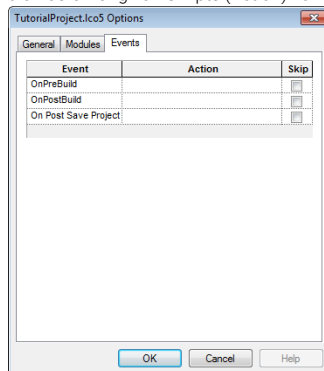 TutorialProject.lco5 Options
General Modules Events
Event Action Skip
OnPreBuild
OnPostBuild
On Post Save Project
OK Cancel Help